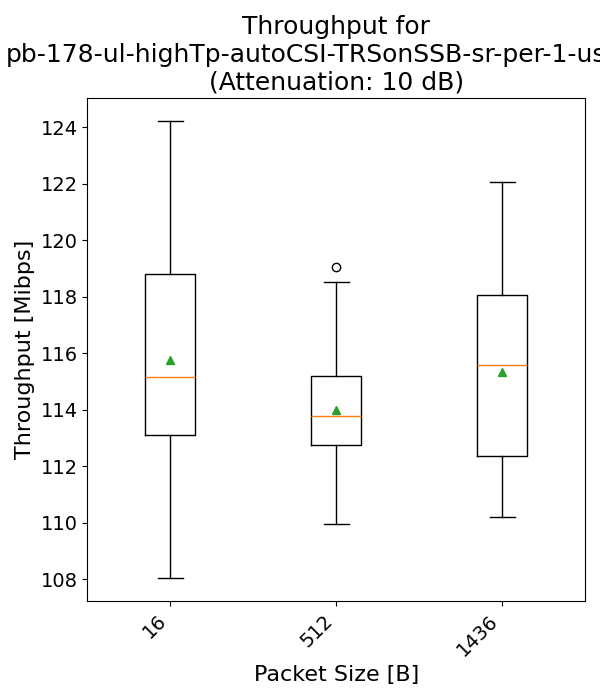 Throughput for
pb-178-ul-highTp-autoCSI-TRSonSSB-sr-per-1-us
(Attenuation: 10 dB)
124
122
120
118
116
114
112
110
108
Throughput [Mibps]
16
512
1436
Packet Size [B]